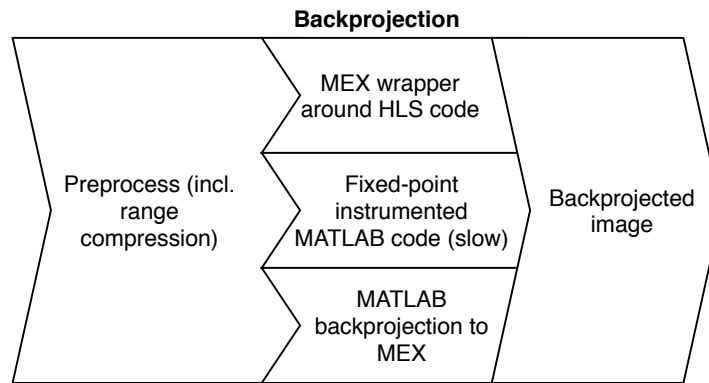 Backprojection
Preprocess (incl.
range
compression)
MEX wrapper
around HLS code
Fixed-point
instrumented
MATLAB code (slow)
MATLAB
backprojection to
MEX
Backprojected
image